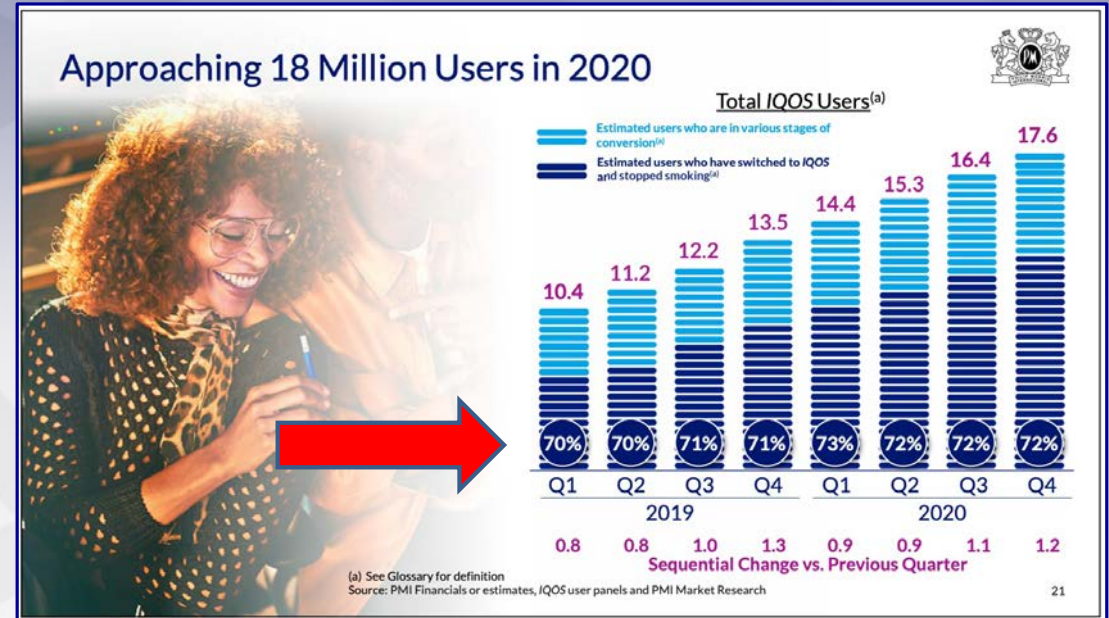 Approaching 18 Million Users in 2020
PM
Total IQOS Users(a)
Estimated users who are in various stages of
conversion(a)
Estimated users who have switched to IQOS
and stopped smoking(a)
10.4
11.2
12.2
13.5
14.4
15.3
16.4
17.6
70% 70% 71% 71% 73% 72% 72% 72%
Q1 Q2 Q3 Q4 Q1 Q2 Q3 Q4
2019 2020
0.8 0.8 1.0 1.3 0.9 0.9 1.1 1.2
Sequential Change vs. Previous Quarter
(a) See Glossary for definition
Source: PMI Financials or estimates, IQOS user panels and PMI Market Research
21